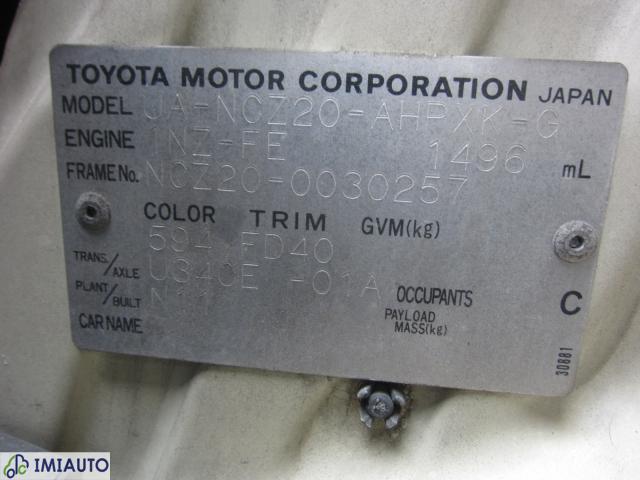 TOYOTA MOTOR CORPORATION JAPAN
MODEL UA-NCZ20-AHPXK-G
ENGINE 1NZ-FE 1496 mL
FRAME No. NCZ20-0030257
COLOR TRIM GVM(kg)
594 FD40
TRANS./AXLE U340E -01A
PLANT/BUILT OCCUPANTS C
CAR NAME PAYLOAD MASS(kg)
30881
IMIAUTO